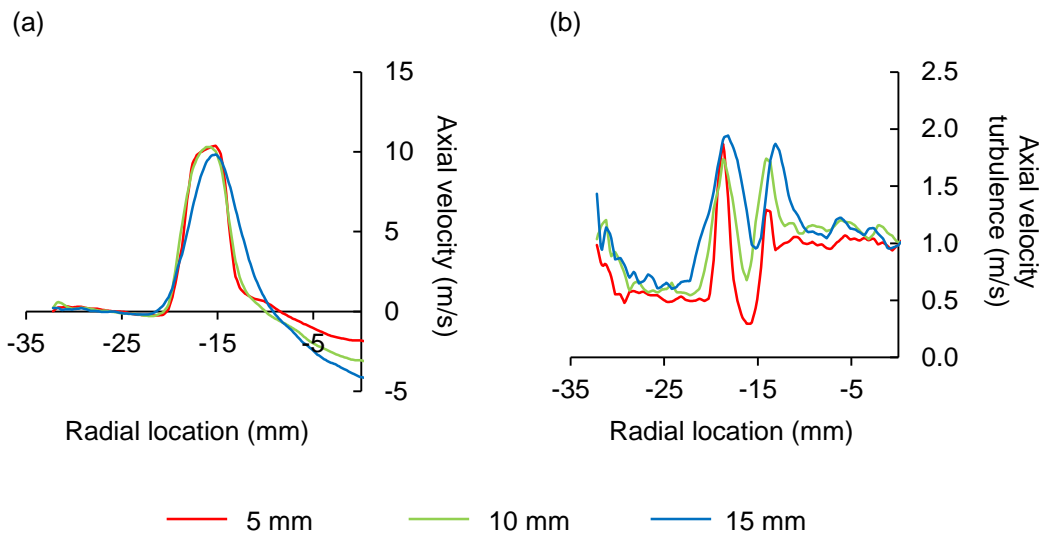 (a)
(b)
15
10
5
0
-5
-35
-25
-15
-5
Axial velocity (m/s)
Radial location (mm)
2.5
2.0
1.5
1.0
0.5
0.0
-35
-25
-15
-5
Axial velocity
turbulence (m/s)
Radial location (mm)
5 mm
10 mm
15 mm